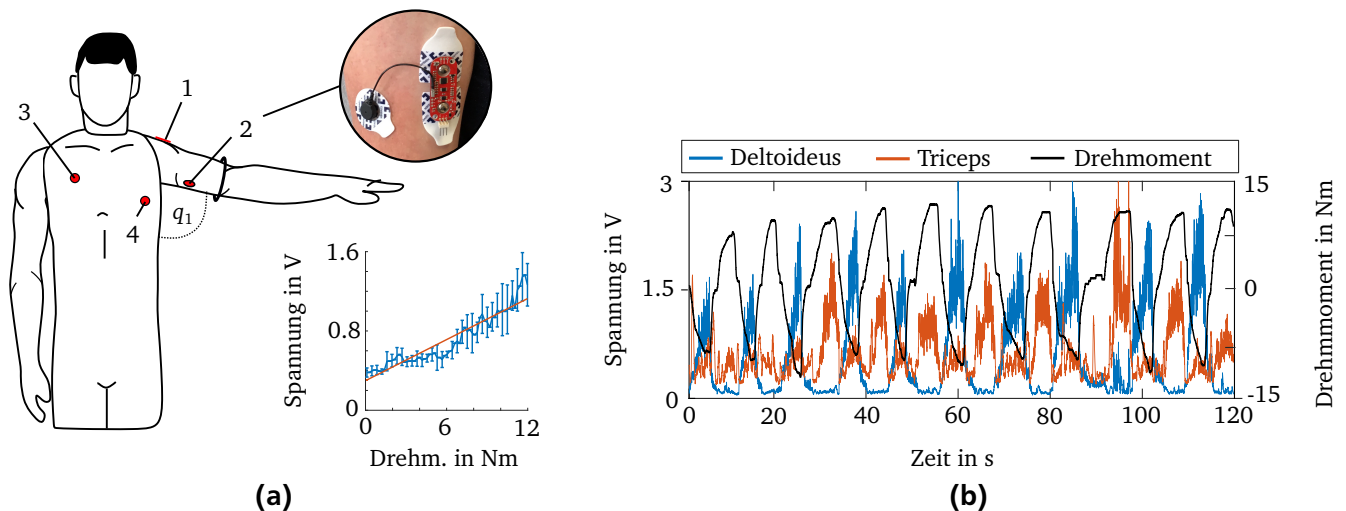 1
2
3
4
q1
Spannung in V
1.6
0.8
0
0
6
12
Drehm. in Nm
(a)
Deltoideus
Triceps
Drehmoment
Spannung in V
3
1.5
0
15
0
-15
Drehmoment in Nm
0 20 40 60 80 100 120
Zeit in s
(b)